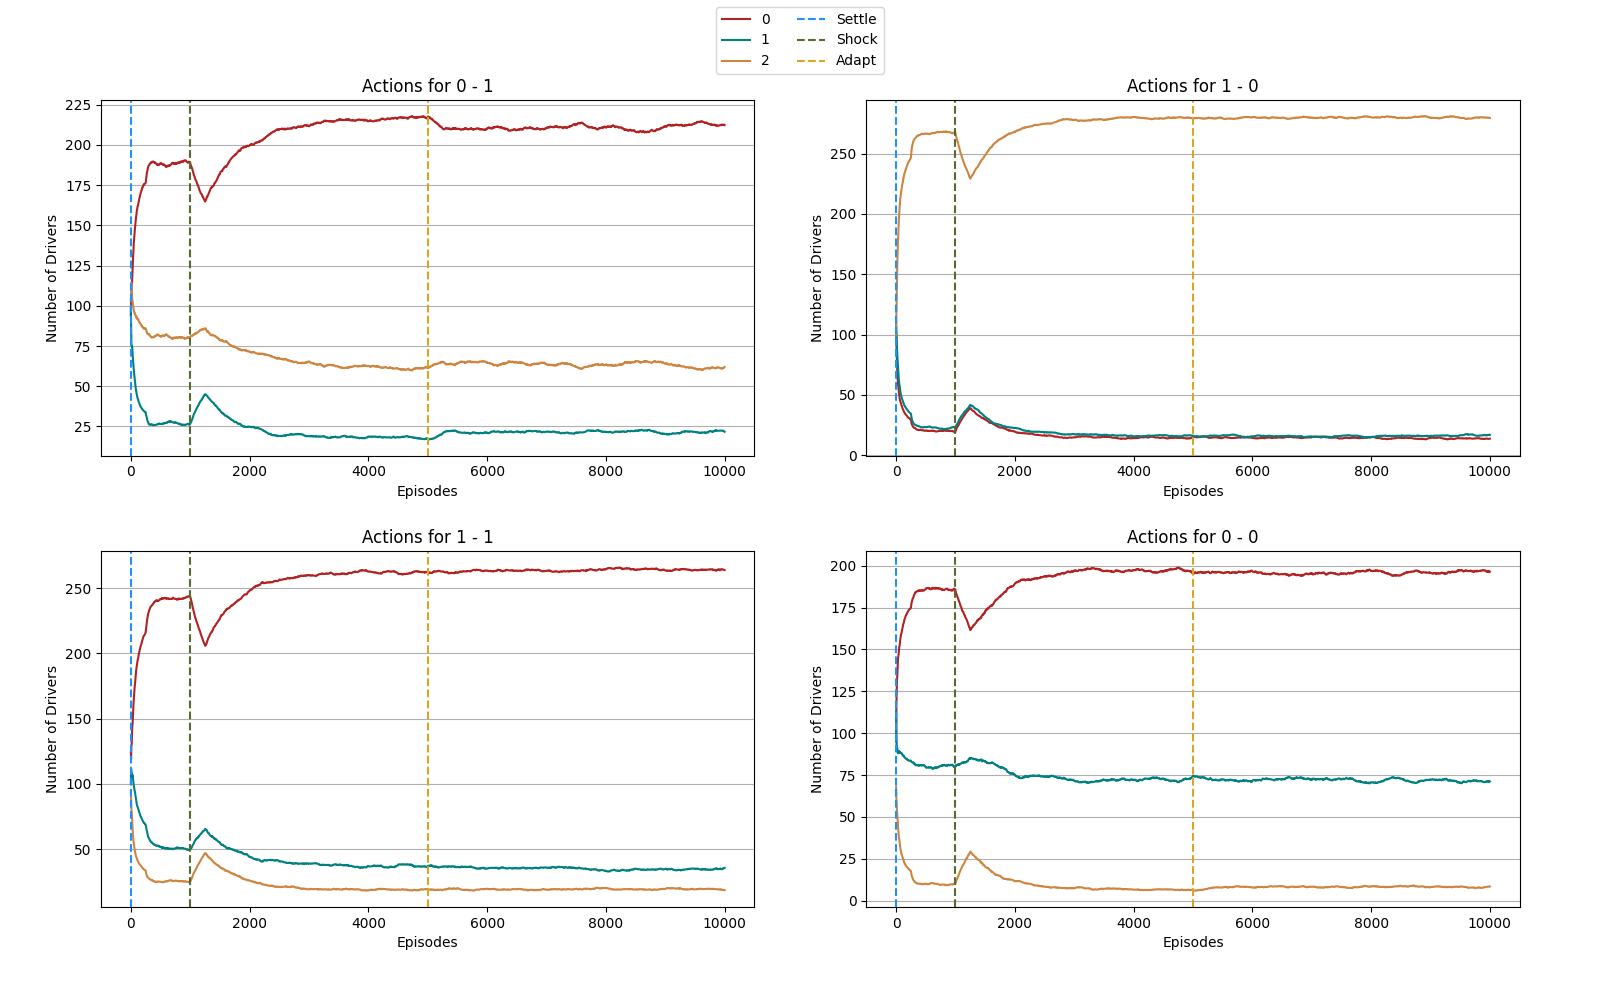 0 Settle
1 Shock
2 Adapt
Actions for 0 - 1
225
200
175
150
125
100
75
50
25
Number of Drivers
0 2000 4000 6000 8000 10000
Episodes
Actions for 1 - 0
250
200
150
100
50
0
Number of Drivers
0 2000 4000 6000 8000 10000
Episodes
Actions for 1 - 1
250
200
150
100
50
Number of Drivers
0 2000 4000 6000 8000 10000
Episodes
Actions for 0 - 0
200
175
150
125
100
75
50
25
0
Number of Drivers
0 2000 4000 6000 8000 10000
Episodes